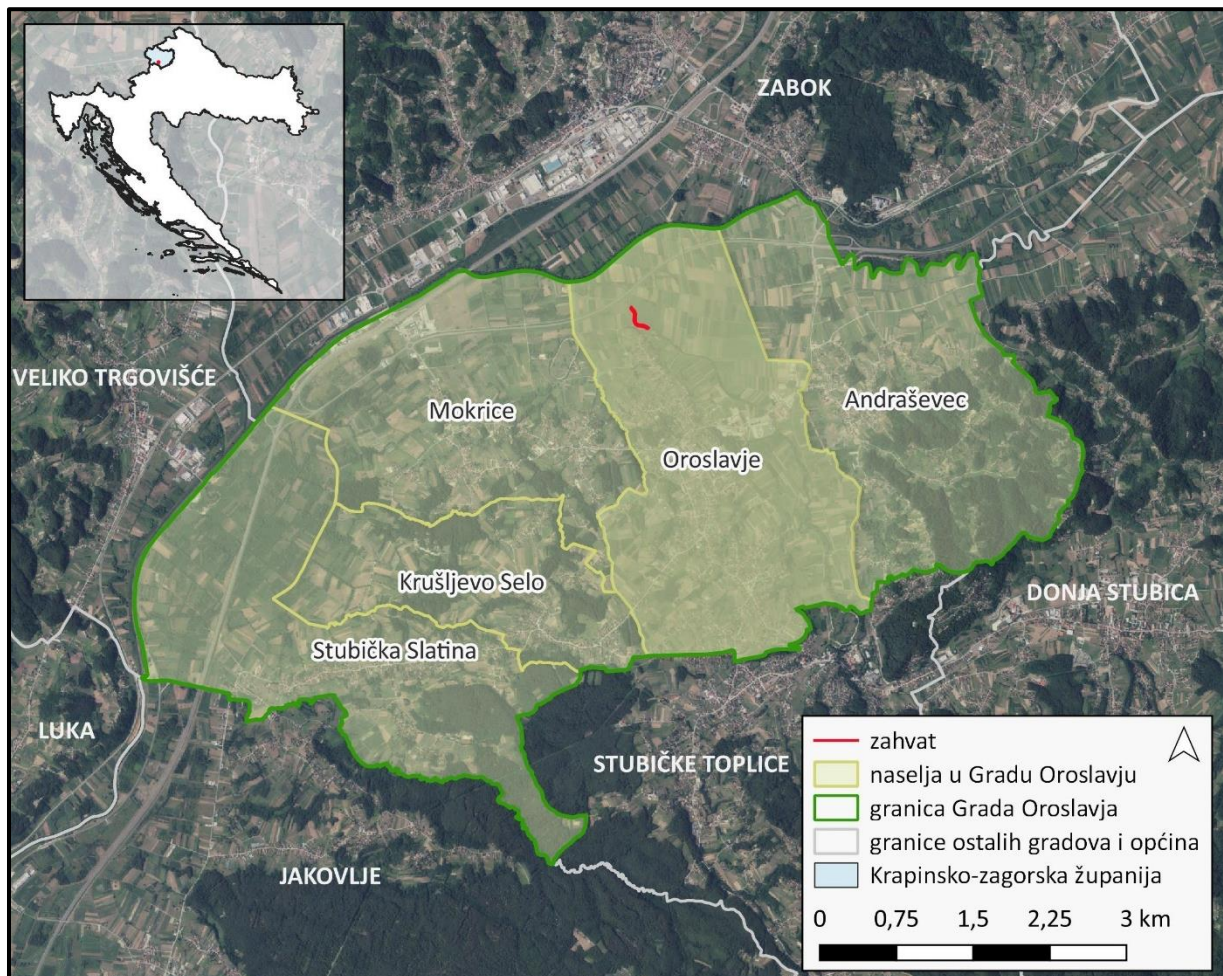 ZABOK
VELIKO TRGOVIŠĆE
Mokrice
Oroslavje
Andraševec
Krušljevo Selo
Stubička Slatina
DONJA STUBICA
LUKA
STUBIČKE TOPLICE
JAKOVLJE
zahvat
naselja u Gradu Oroslavju
granica Grada Oroslavja
granice ostalih gradova i općina
Krapinsko-zagorska županija
0 0,75 1,5 2,25 3 km